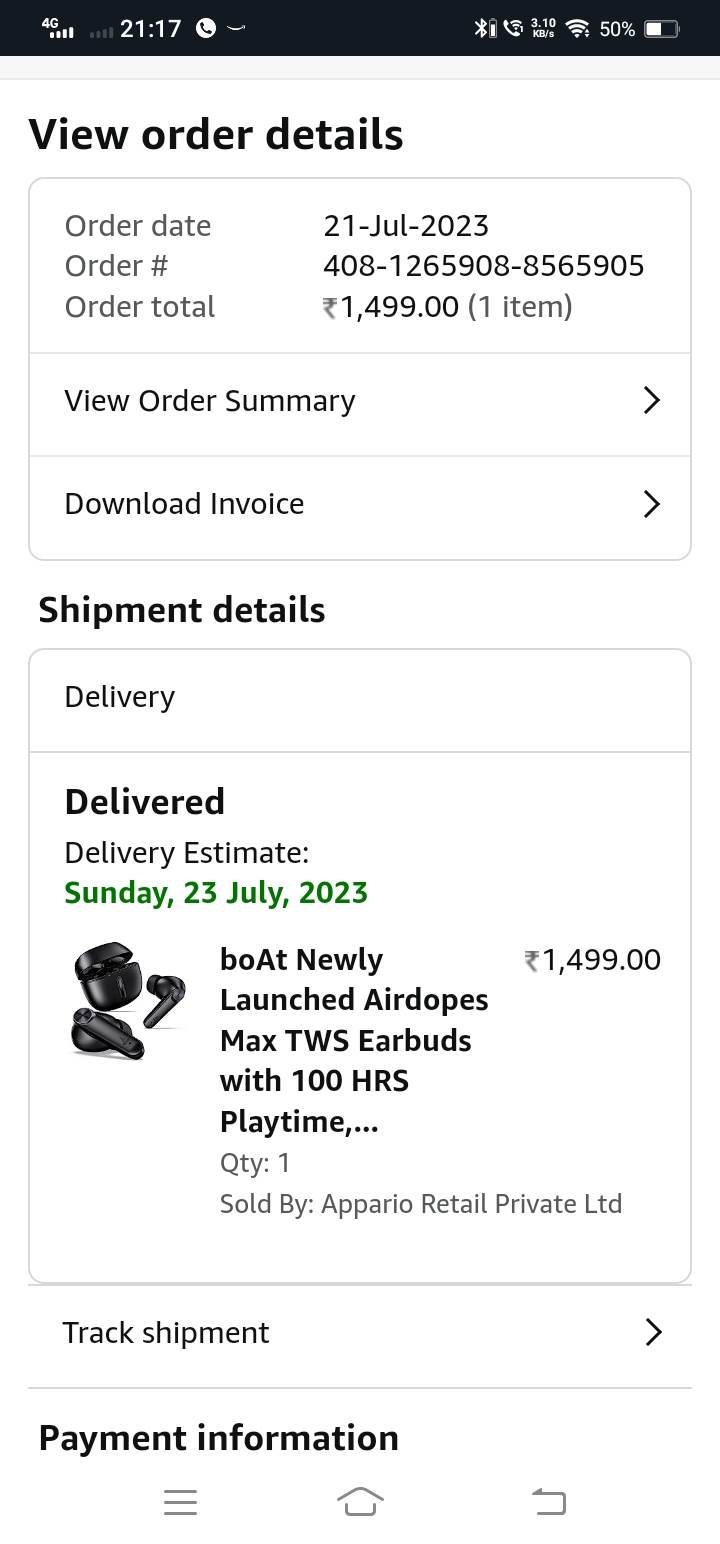 4G 21:17 3.10 KB/s 50%
View order details
Order date 21-Jul-2023
Order # 408-1265908-8565905
Order total ₹1,499.00 (1 item)
View Order Summary
Download Invoice
Shipment details
Delivery
Delivered
Delivery Estimate:
Sunday, 23 July, 2023
boAt Newly ₹1,499.00
Launched Airdopes
Max TWS Earbuds
with 100 HRS
Playtime,...
Qty: 1
Sold By: Appario Retail Private Ltd
Track shipment
Payment information